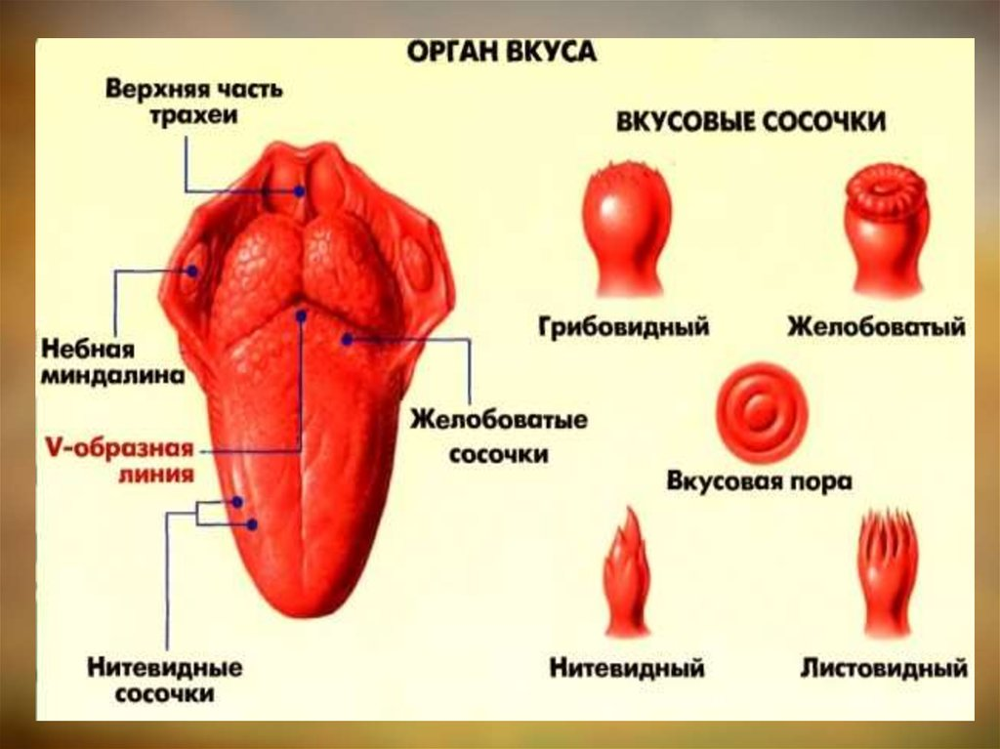 ОРГАН ВКУСА
Верхняя часть
трахеи
Небная
миндалина
V-образная
линия
Желобоватые
сосочки
Нитевидные
сосочки
ВКУСОВЫЕ СОСОЧКИ
Грибовидный
Желобоватый
Вкусовая пора
Нитевидный
Листовидный